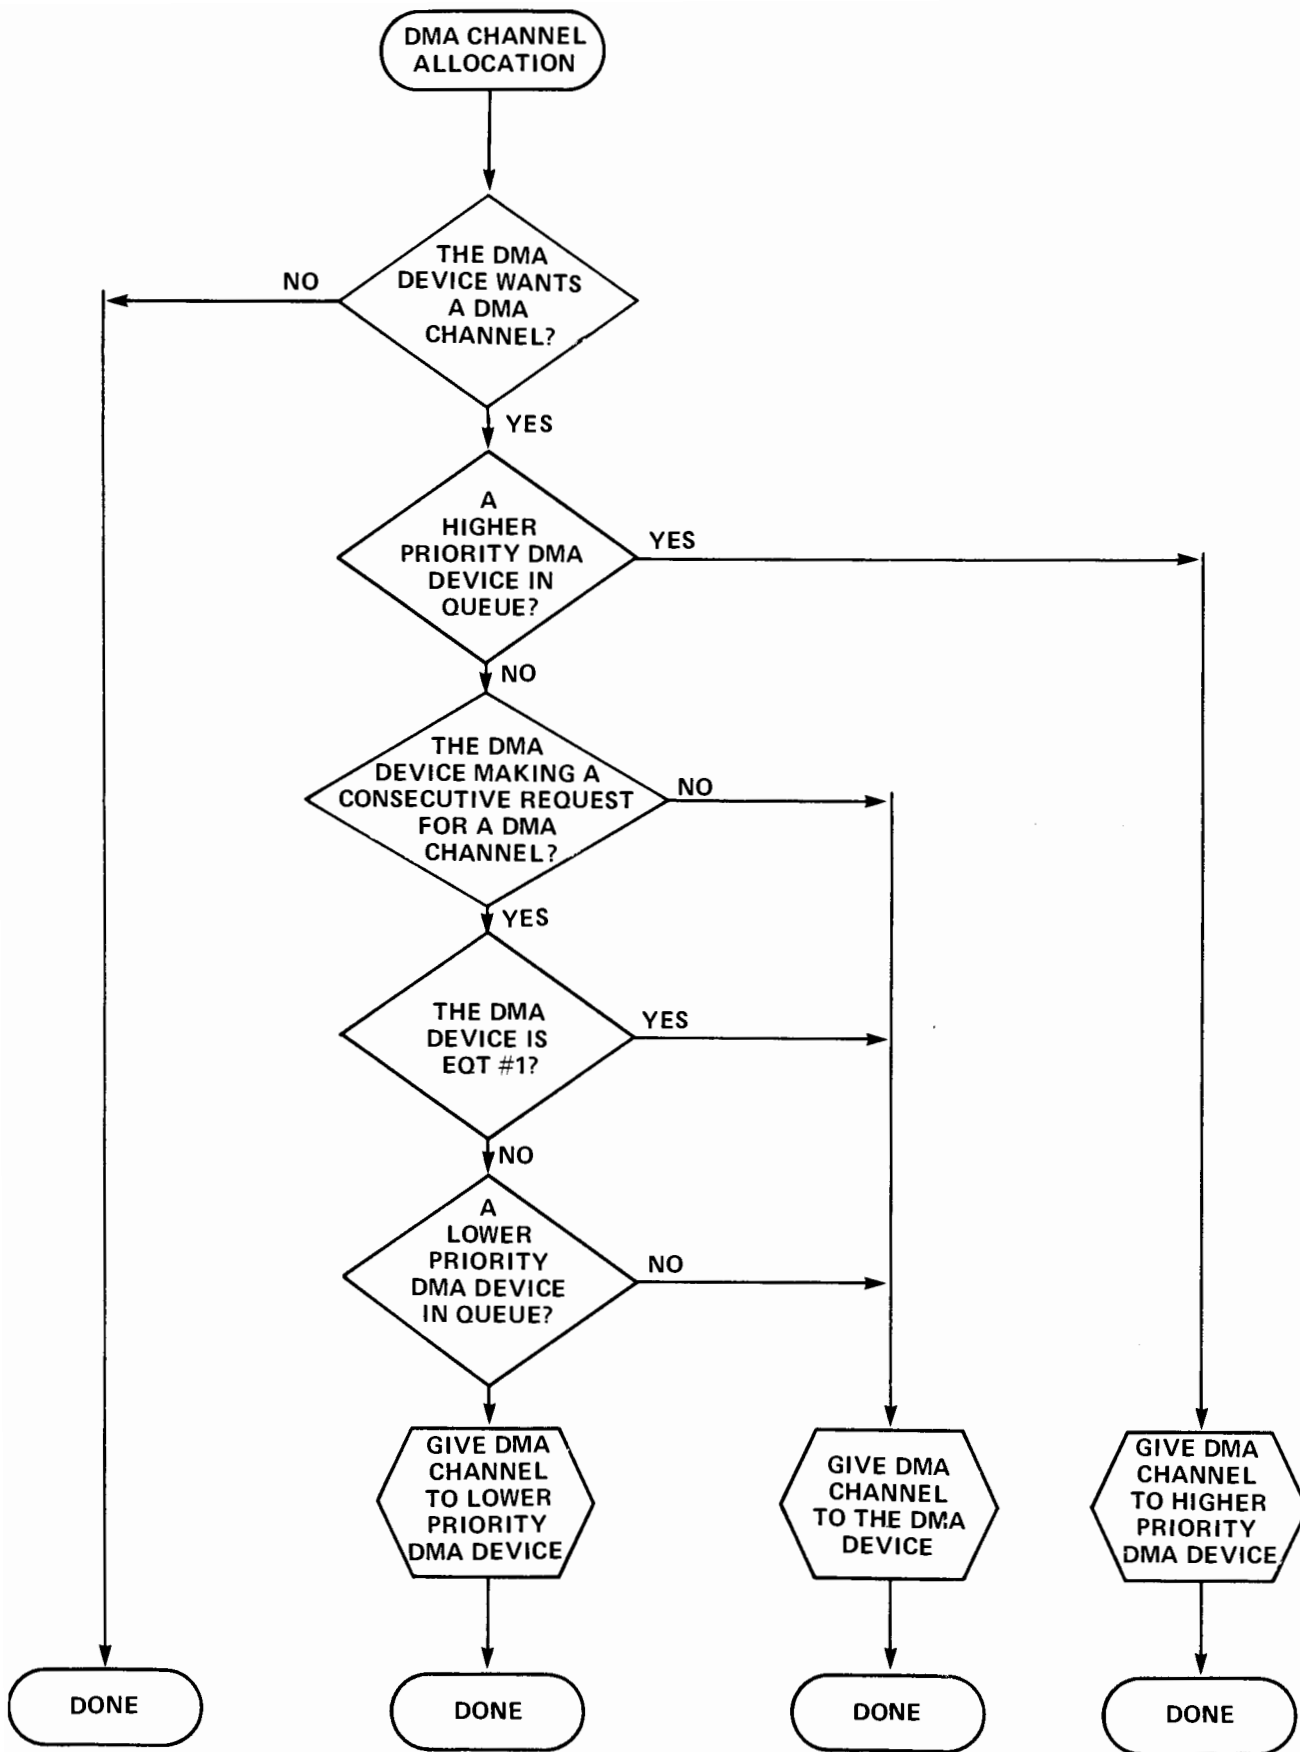 DMA CHANNEL
ALLOCATION
THE DMA
DEVICE WANTS
A DMA
CHANNEL?
NO
YES
A
HIGHER
PRIORITY DMA
DEVICE IN
QUEUE?
YES
NO
THE DMA
DEVICE MAKING A
CONSECUTIVE REQUEST
FOR A DMA
CHANNEL?
NO
YES
THE DMA
DEVICE IS
EQT #1?
YES
NO
A
LOWER
PRIORITY
DMA DEVICE
IN QUEUE?
NO
GIVE DMA
CHANNEL
TO LOWER
PRIORITY
DMA DEVICE
GIVE DMA
CHANNEL
TO THE DMA
DEVICE
GIVE DMA
CHANNEL
TO HIGHER
PRIORITY
DMA DEVICE
DONE
DONE
DONE
DONE